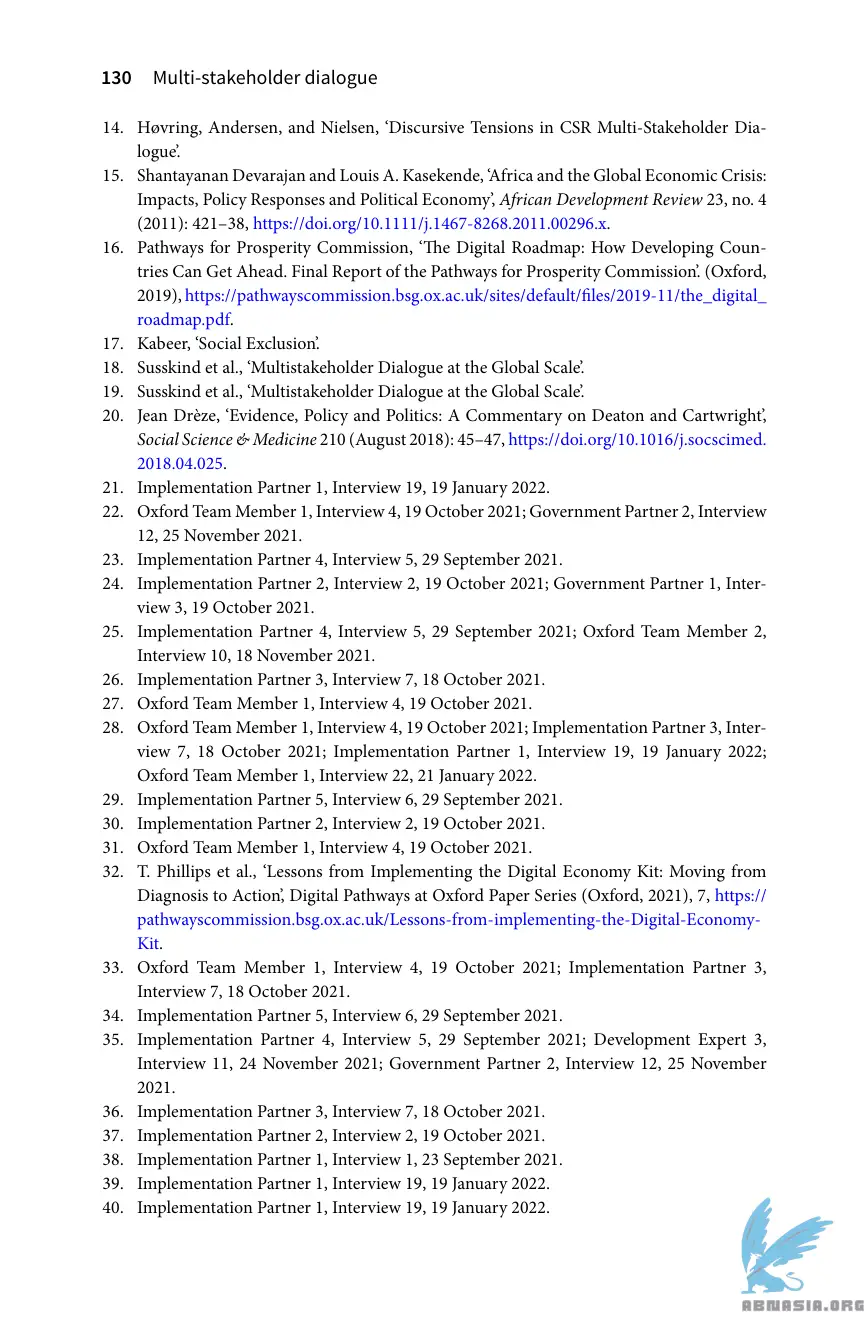 130 Multi-stakeholder dialogue
14. Høvring, Andersen, and Nielsen, ‘Discursive Tensions in CSR Multi-Stakeholder Dia-
logue’.
15. Shantayanan Devarajan and Louis A. Kasekende, ‘Africa and the Global Economic Crisis:
Impacts, Policy Responses and Political Economy’, African Development Review 23, no. 4
(2011): 421–38, https://doi.org/10.1111/j.1467-8268.2011.00296.x.
16. Pathways for Prosperity Commission, ‘The Digital Roadmap: How Developing Coun-
tries Can Get Ahead. Final Report of the Pathways for Prosperity Commission’. (Oxford,
2019), https://pathwayscommission.bsg.ox.ac.uk/sites/default/files/2019-11/the_digital_
roadmap.pdf.
17. Kabeer, ‘Social Exclusion’.
18. Susskind et al., ‘Multistakeholder Dialogue at the Global Scale’.
19. Susskind et al., ‘Multistakeholder Dialogue at the Global Scale’.
20. Jean Drèze, ‘Evidence, Policy and Politics: A Commentary on Deaton and Cartwright’,
Social Science & Medicine 210 (August 2018): 45–47, https://doi.org/10.1016/j.socscimed.
2018.04.025.
21. Implementation Partner 1, Interview 19, 19 January 2022.
22. Oxford Team Member 1, Interview 4, 19 October 2021; Government Partner 2, Interview
12, 25 November 2021.
23. Implementation Partner 4, Interview 5, 29 September 2021.
24. Implementation Partner 2, Interview 2, 19 October 2021; Government Partner 1, Inter-
view 3, 19 October 2021.
25. Implementation Partner 4, Interview 5, 29 September 2021; Oxford Team Member 2,
Interview 10, 18 November 2021.
26. Implementation Partner 3, Interview 7, 18 October 2021.
27. Oxford Team Member 1, Interview 4, 19 October 2021.
28. Oxford Team Member 1, Interview 4, 19 October 2021; Implementation Partner 3, Inter-
view 7, 18 October 2021; Implementation Partner 1, Interview 19, 19 January 2022;
Oxford Team Member 1, Interview 22, 21 January 2022.
29. Implementation Partner 5, Interview 6, 29 September 2021.
30. Implementation Partner 2, Interview 2, 19 October 2021.
31. Oxford Team Member 1, Interview 4, 19 October 2021.
32. T. Phillips et al., ‘Lessons from Implementing the Digital Economy Kit: Moving from
Diagnosis to Action’, Digital Pathways at Oxford Paper Series (Oxford, 2021), 7, https://
pathwayscommission.bsg.ox.ac.uk/Lessons-from-implementing-the-Digital-Economy-
Kit.
33. Oxford Team Member 1, Interview 4, 19 October 2021; Implementation Partner 3,
Interview 7, 18 October 2021.
34. Implementation Partner 5, Interview 6, 29 September 2021.
35. Implementation Partner 4, Interview 5, 29 September 2021; Development Expert 3,
Interview 11, 24 November 2021; Government Partner 2, Interview 12, 25 November
2021.
36. Implementation Partner 3, Interview 7, 18 October 2021.
37. Implementation Partner 2, Interview 2, 19 October 2021.
38. Implementation Partner 1, Interview 1, 23 September 2021.
39. Implementation Partner 1, Interview 19, 19 January 2022.
40. Implementation Partner 1, Interview 19, 19 January 2022.
ABNASIA.ORG